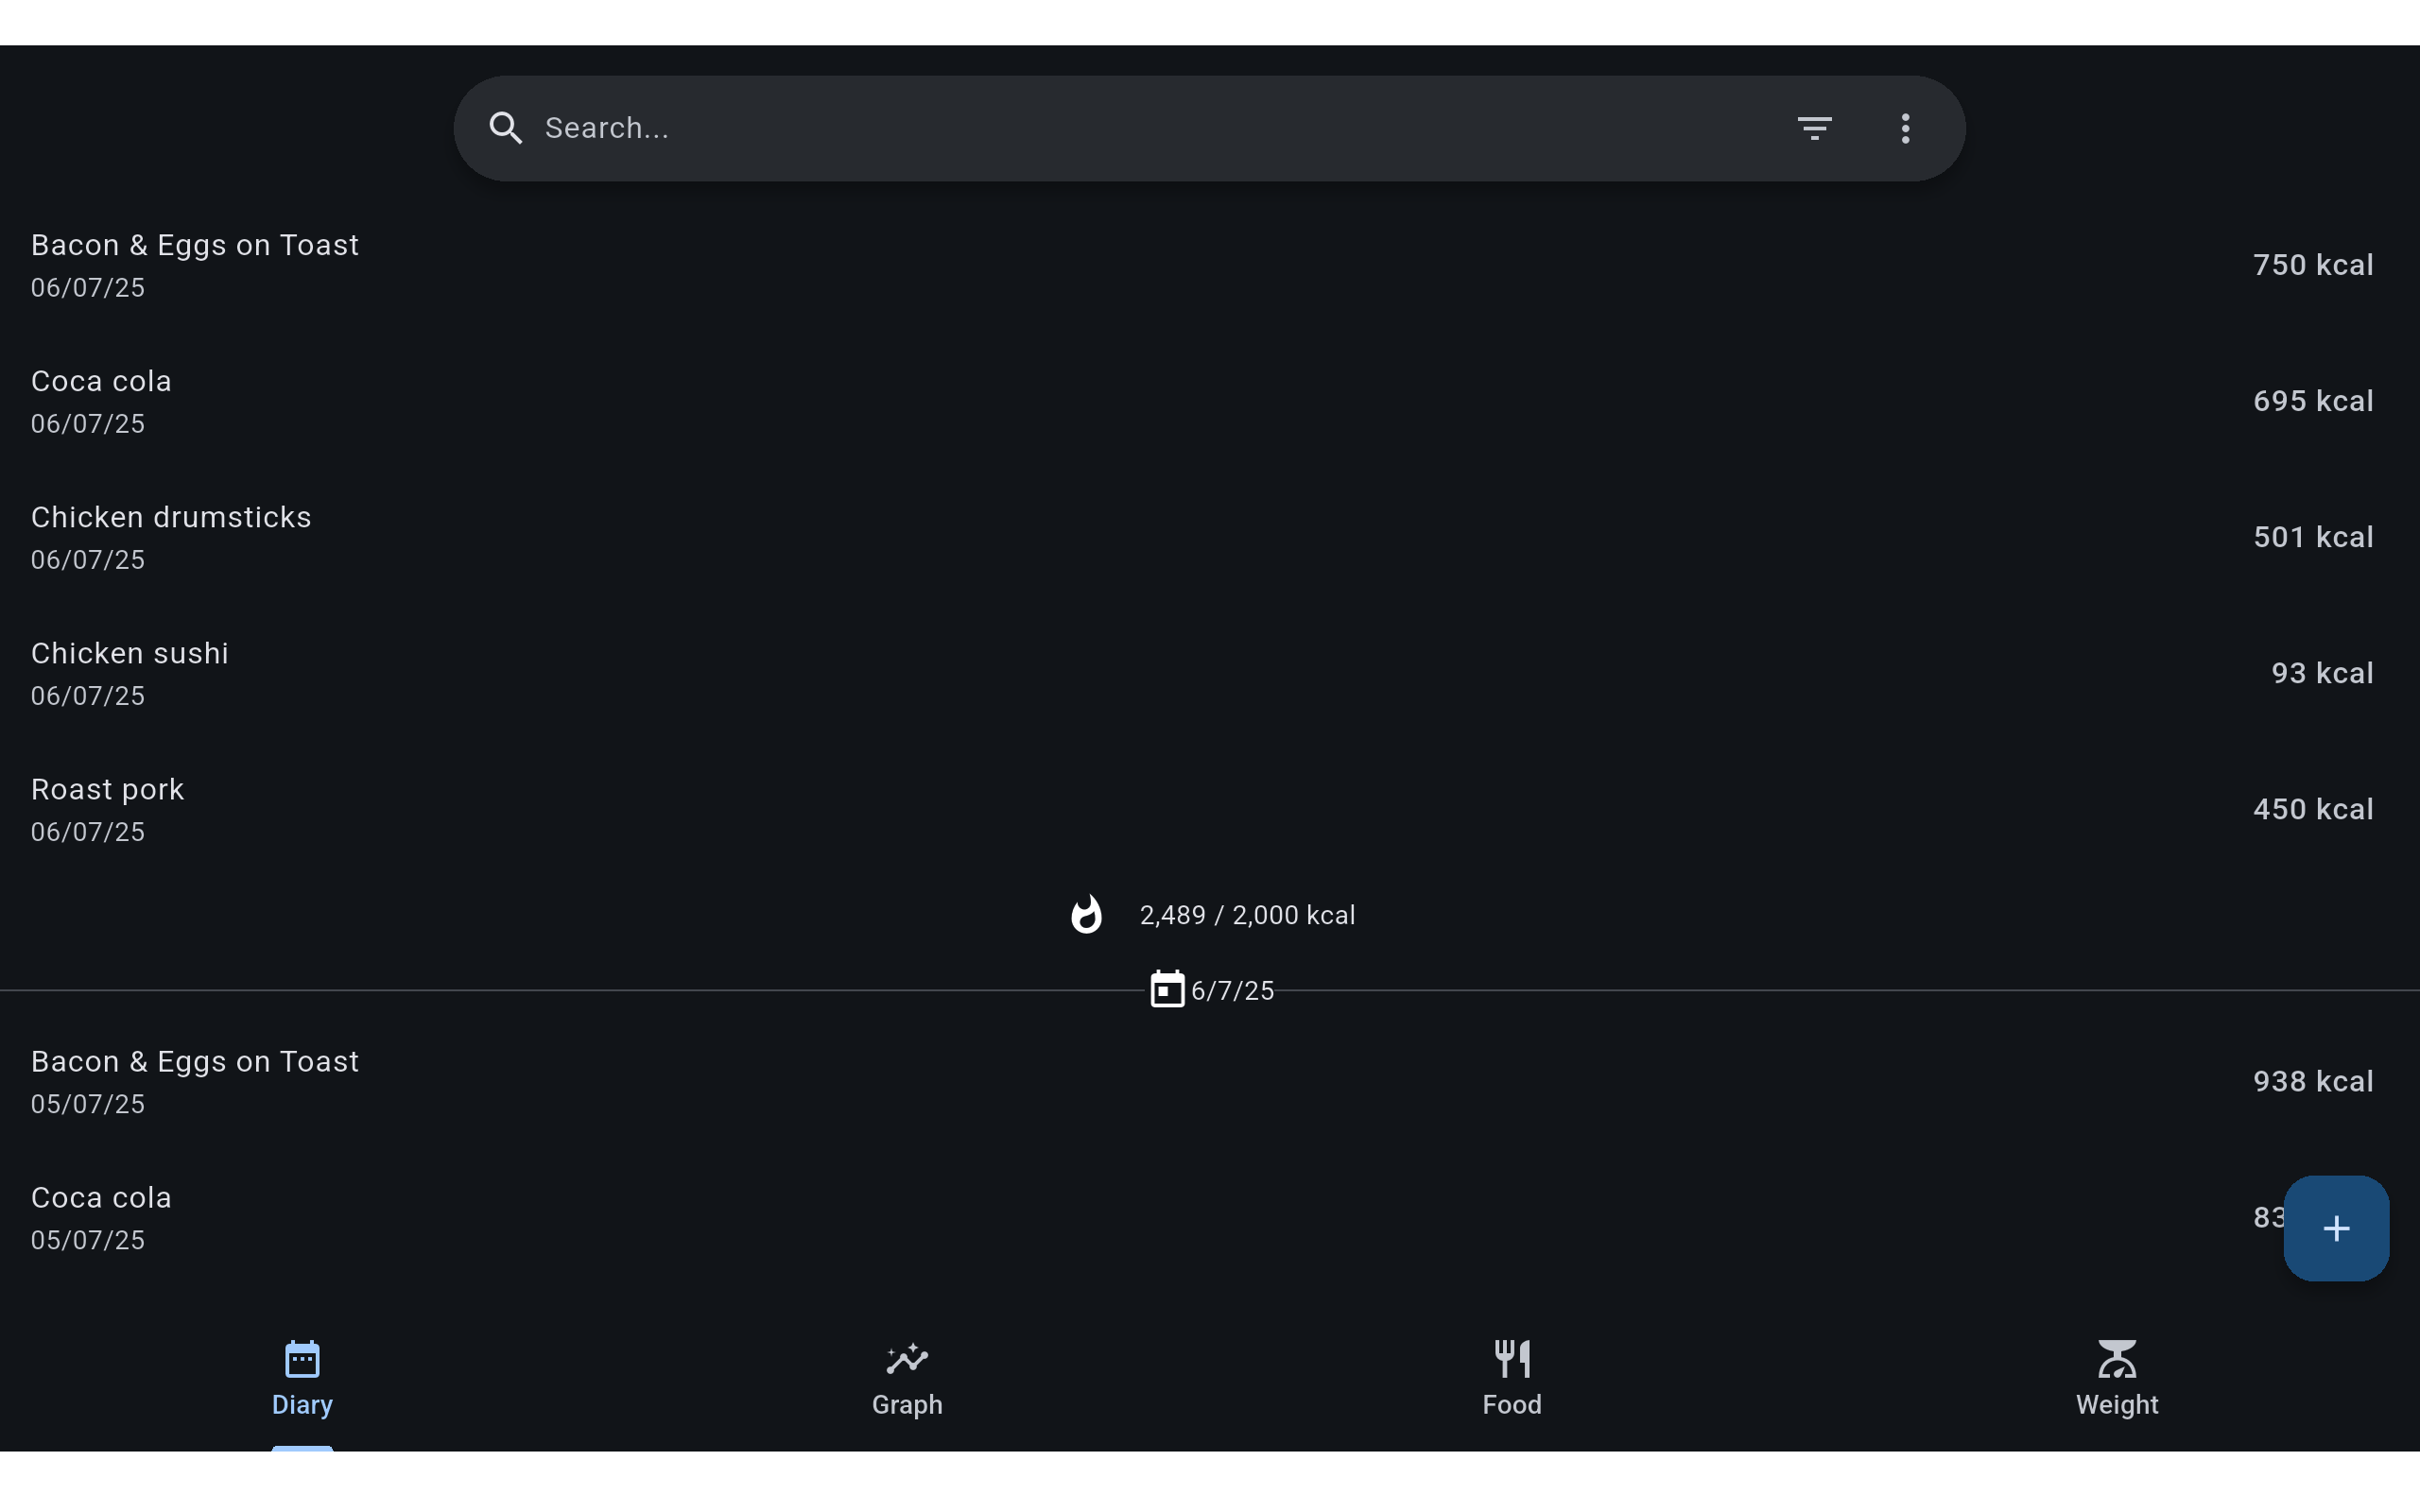 Search...
Bacon & Eggs on Toast
06/07/25
750 kcal
Coca cola
06/07/25
695 kcal
Chicken drumsticks
06/07/25
501 kcal
Chicken sushi
06/07/25
93 kcal
Roast pork
06/07/25
450 kcal
2,489 / 2,000 kcal
6/7/25
Bacon & Eggs on Toast
05/07/25
938 kcal
Coca cola
05/07/25
Diary
Graph
Food
Weight